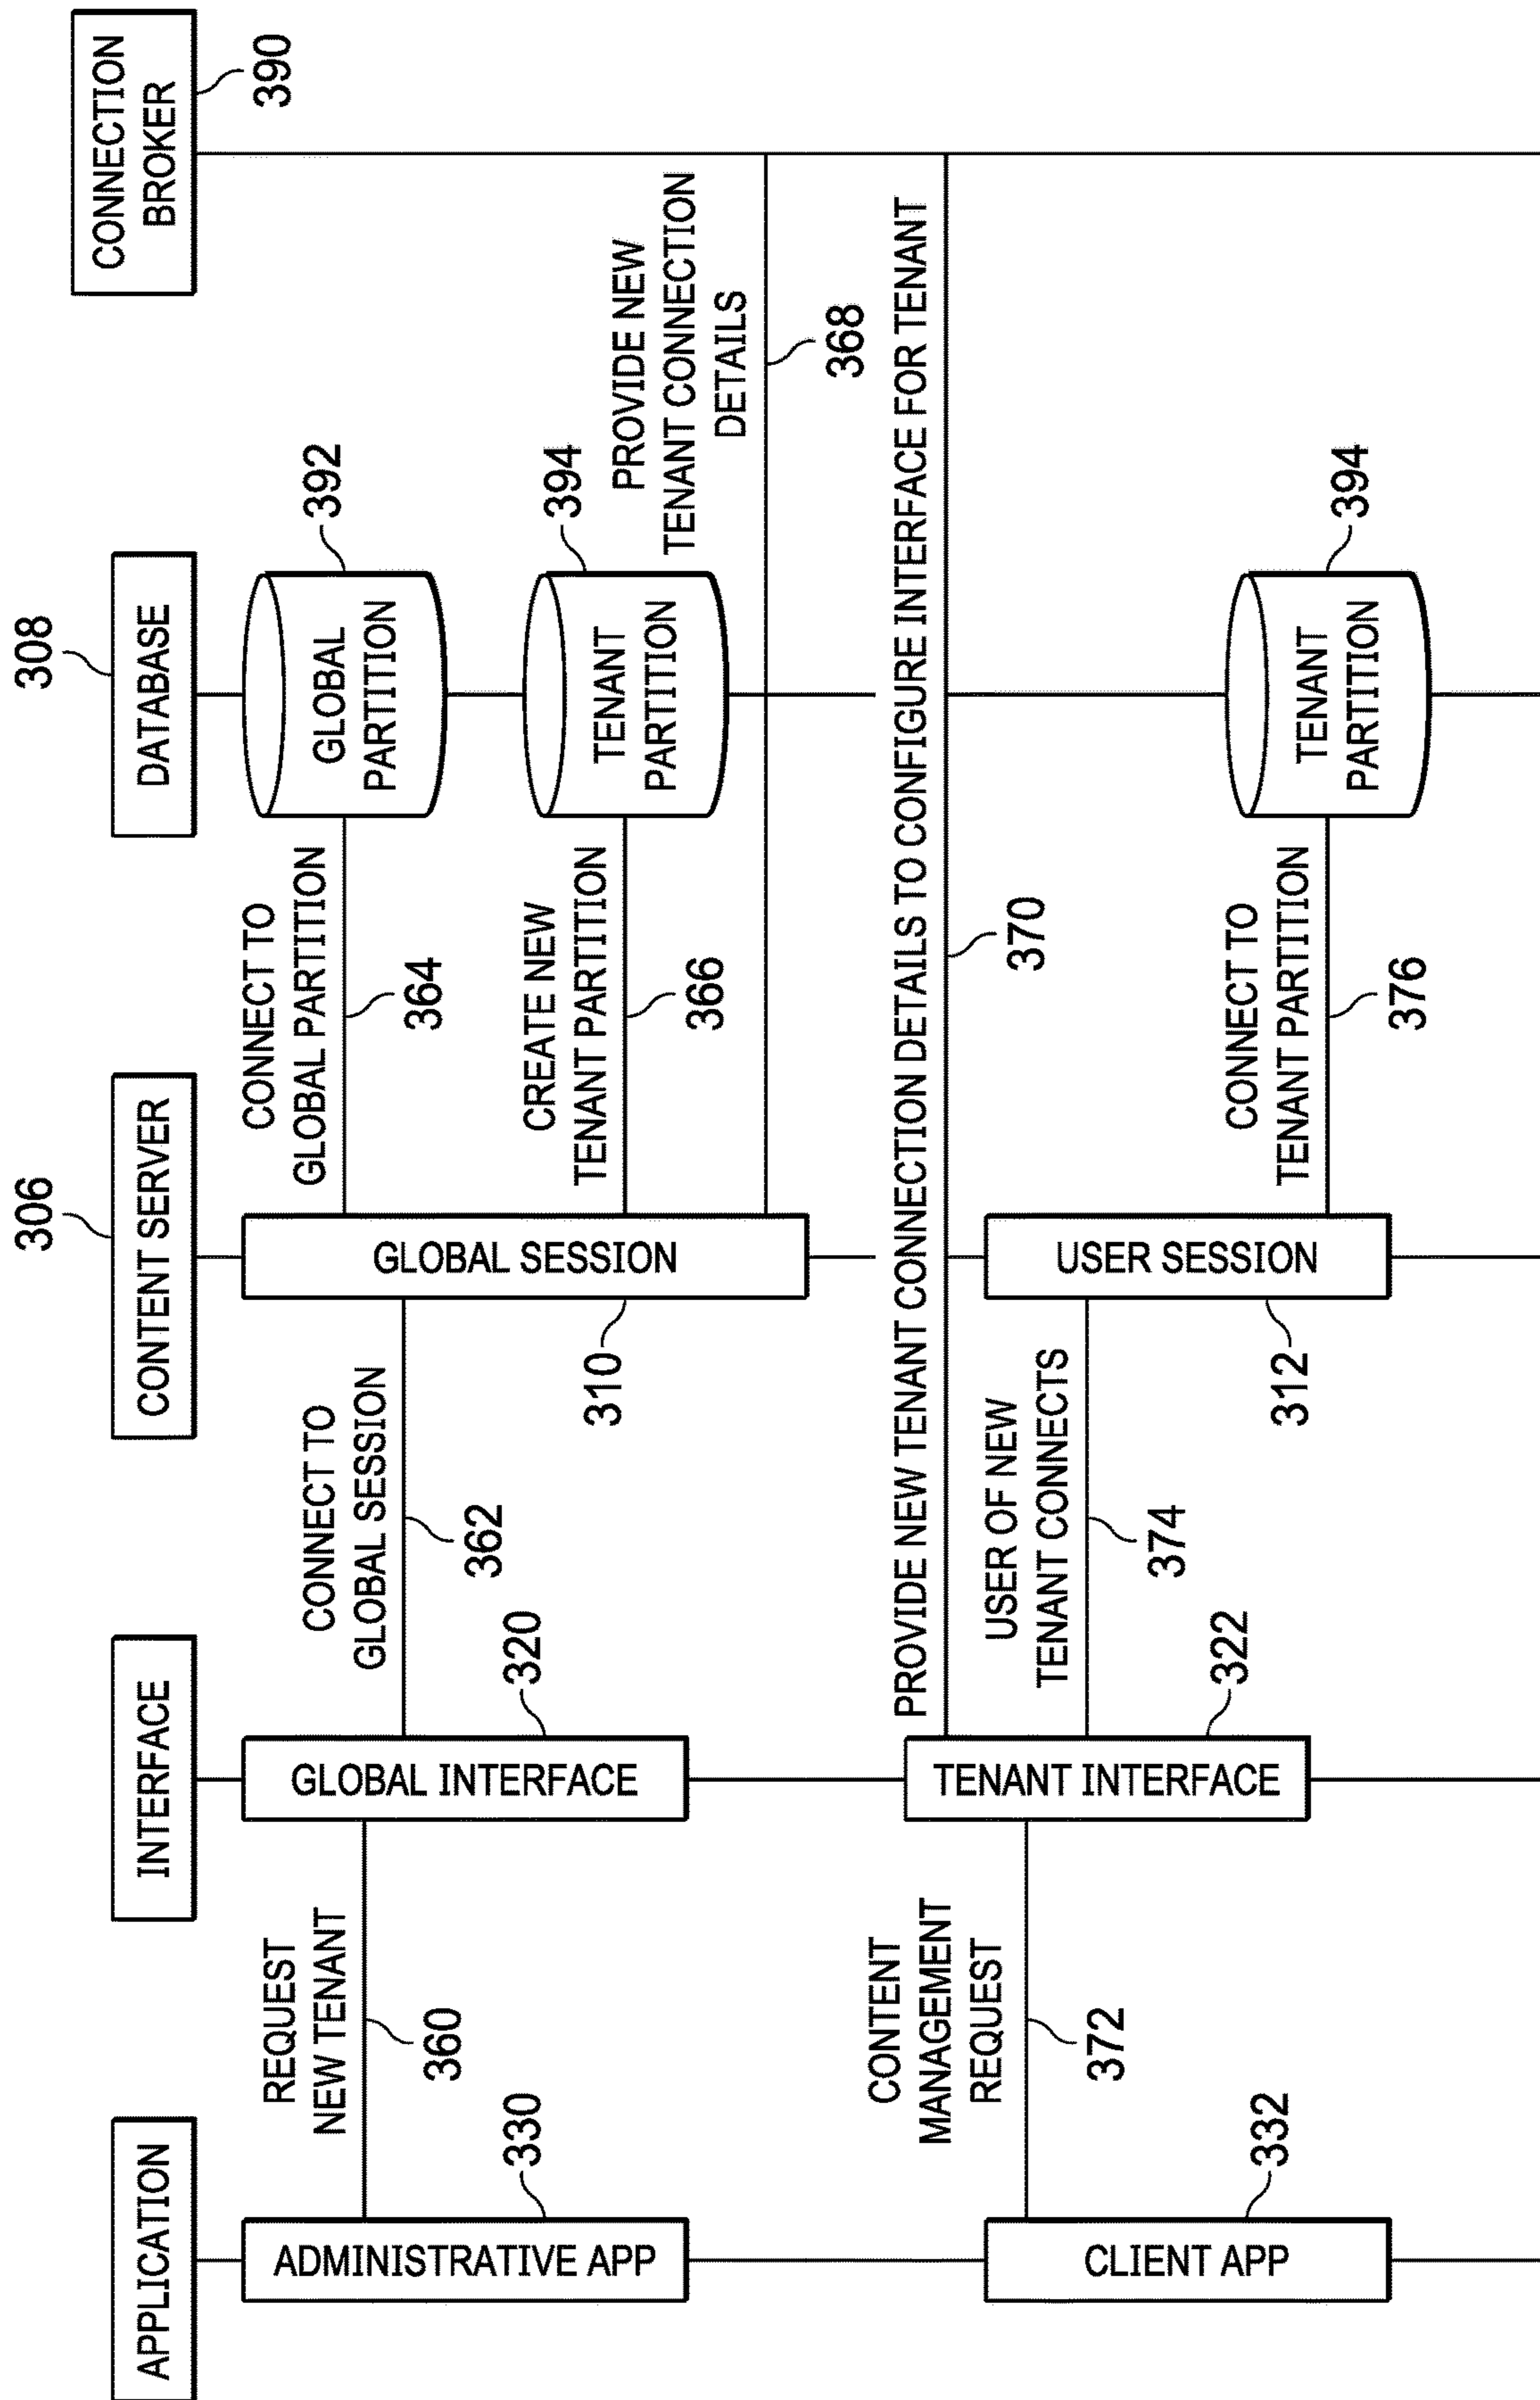 APPLICATION
INTERFACE
306
CONTENT SERVER
308
DATABASE
CONNECTION
BROKER
390
REQUEST
NEW TENANT
360
ADMINISTRATIVE APP
330
GLOBAL INTERFACE
320
CONNECT TO
GLOBAL SESSION
362
GLOBAL SESSION
310
CONNECT TO
GLOBAL PARTITION
364
GLOBAL
PARTITION
392
CREATE NEW
TENANT PARTITION
366
TENANT
PARTITION
394
PROVIDE NEW
TENANT CONNECTION
DETAILS
368
PROVIDE NEW TENANT CONNECTION DETAILS TO CONFIGURE INTERFACE FOR TENANT
370
CONTENT
MANAGEMENT
REQUEST
372
CLIENT APP
332
TENANT INTERFACE
322
USER OF NEW
TENANT CONNECTS
374
USER SESSION
312
CONNECT TO
TENANT PARTITION
376
TENANT
PARTITION
394